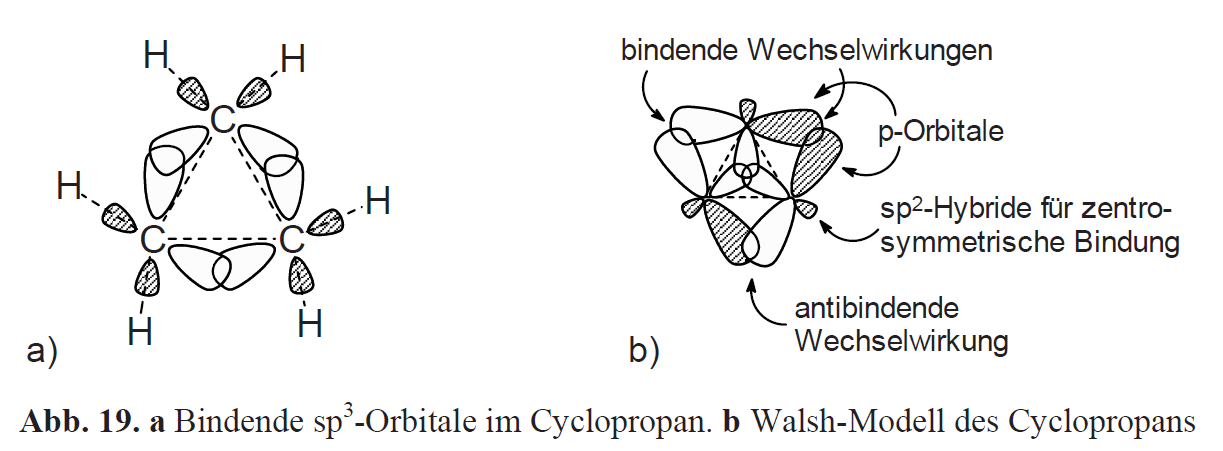 H
H
C
H
H
C
C
H
H
a)
bindende Wechselwirkungen
p-Orbitale
sp²-Hybride für zentro-
symmetrische Bindung
antibindende
Wechselwirkung
b)
Abb. 19. a Bindende sp³-Orbitale im Cyclopropan. b Walsh-Modell des Cyclopropans